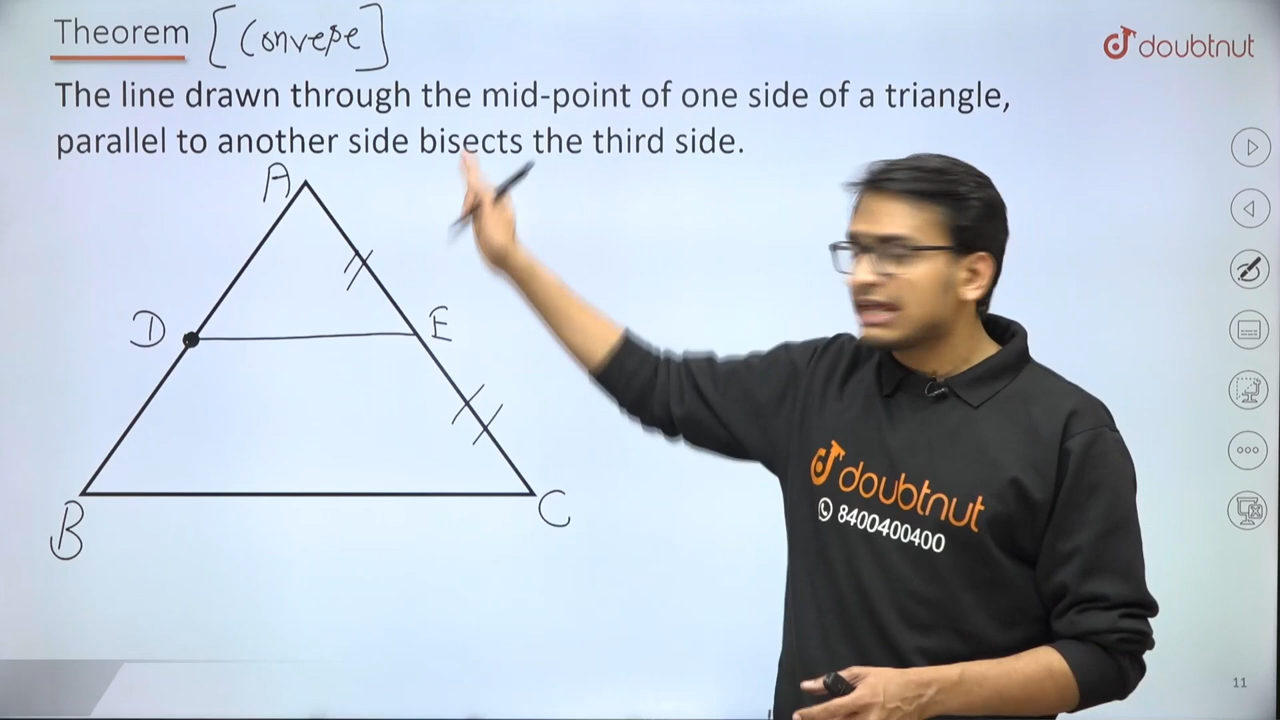 Theorem [Convepe]
doubtnut
The line drawn through the mid-point of one side of a triangle,
parallel to another side bisects the third side.
A
D
E
B
C
doubtnut
8400400400
11